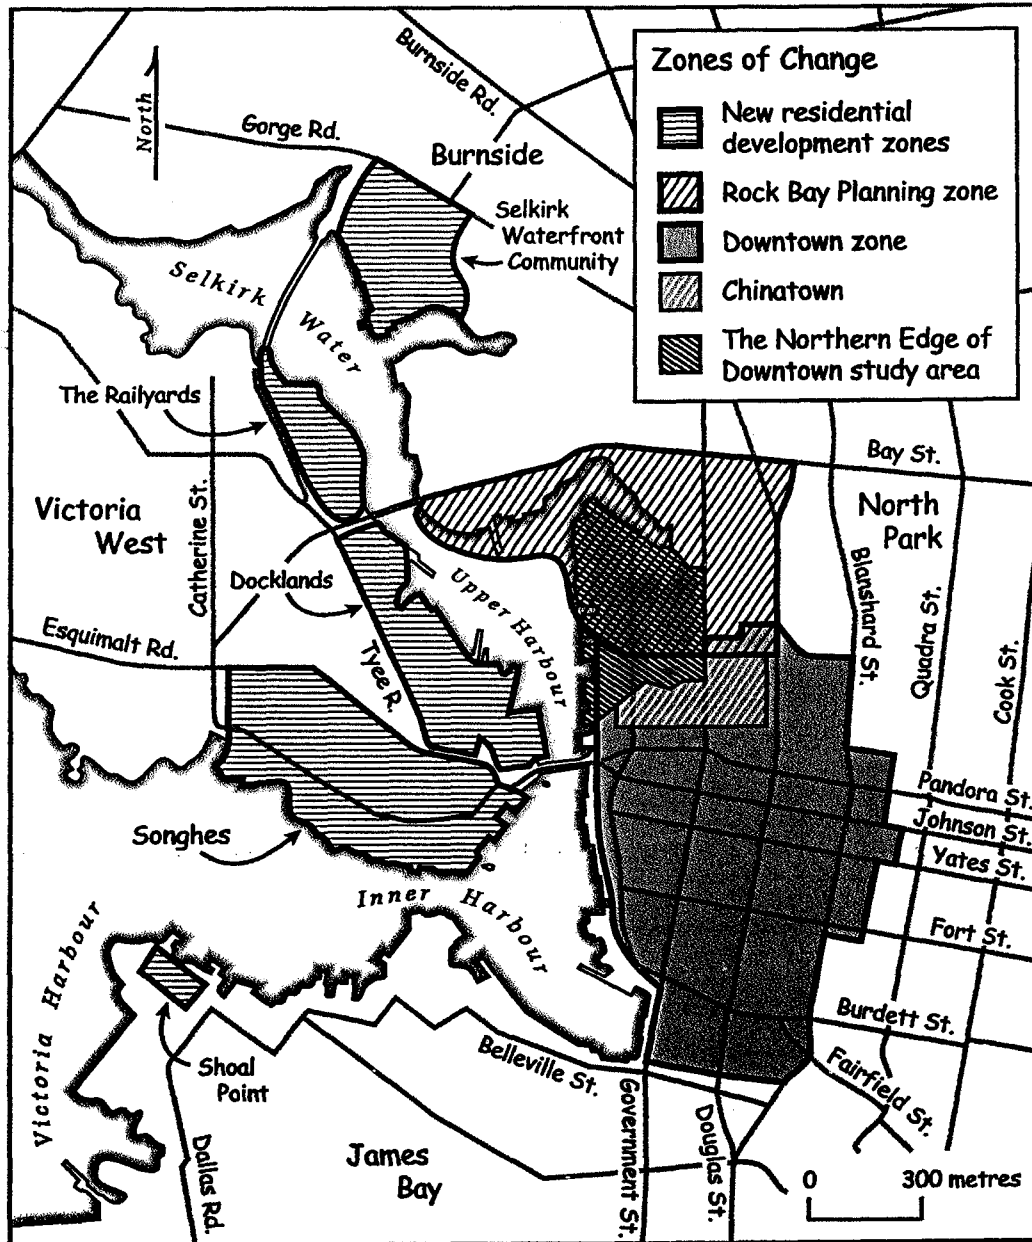 Zones of Change
New residential
development zones
Rock Bay Planning zone
Downtown zone
Chinatown
The Northern Edge of
Downtown study area
North
Burnside Rd.
Gorge Rd.
Burnside
Selkirk
Waterfront
Community
Selkirk
Water
The Railyards
Bay St.
Victoria
West
Catherine St.
North
Park
Docklands
Upper Harbour
Blanshard St.
Quadra St.
Cook St.
Esquimalt Rd.
Tyee R.
Pandora St.
Johnson St.
Yates St.
Songhes
Inner Harbour
Fort St.
Victoria Harbour
Burdett St.
Belleville St.
Fairfield St.
Shoal
Point
Government St.
Douglas St.
Dallas Rd.
James
Bay
0 300 metres